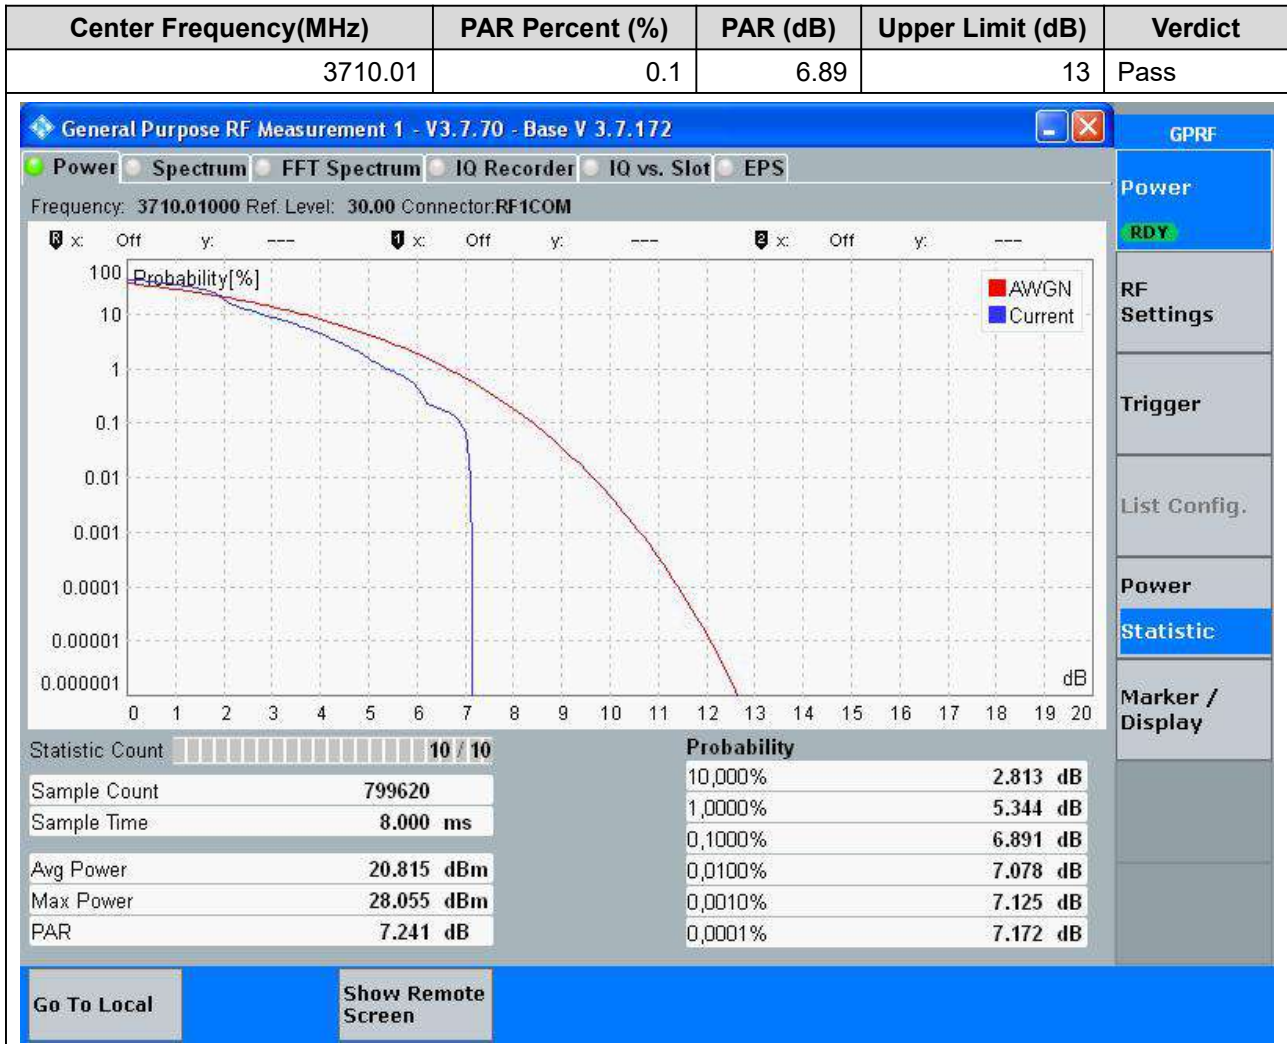 Center Frequency(MHz) PAR Percent (%) PAR (dB) Upper Limit (dB) Verdict
3710.01 0.1 6.89 13 Pass
General Purpose RF Measurement 1 - V3.7.70 - Base V 3.7.172
GPRF
Power Spectrum FFT Spectrum IQ Recorder IQ vs. Slot EPS
Frequency: 3710.01000 Ref. Level: 30.00 Connector:RF1COM
R x: Off y: --- 1 x: Off y: --- 2 x: Off y: ---
Probability[%]
100
10
1
0.1
0.01
0.001
0.0001
0.00001
0.000001
AWGN
Current
dB
0 1 2 3 4 5 6 7 8 9 10 11 12 13 14 15 16 17 18 19 20
Statistic Count 10 / 10
Sample Count 799620
Sample Time 8.000 ms
Avg Power 20.815 dBm
Max Power 28.055 dBm
PAR 7.241 dB
Probability
10,000% 2.813 dB
1,0000% 5.344 dB
0,1000% 6.891 dB
0,0100% 7.078 dB
0,0010% 7.125 dB
0,0001% 7.172 dB
Power
RDY
RF
Settings
Trigger
List Config.
Power
Statistic
Marker /
Display
Go To Local
Show Remote
Screen